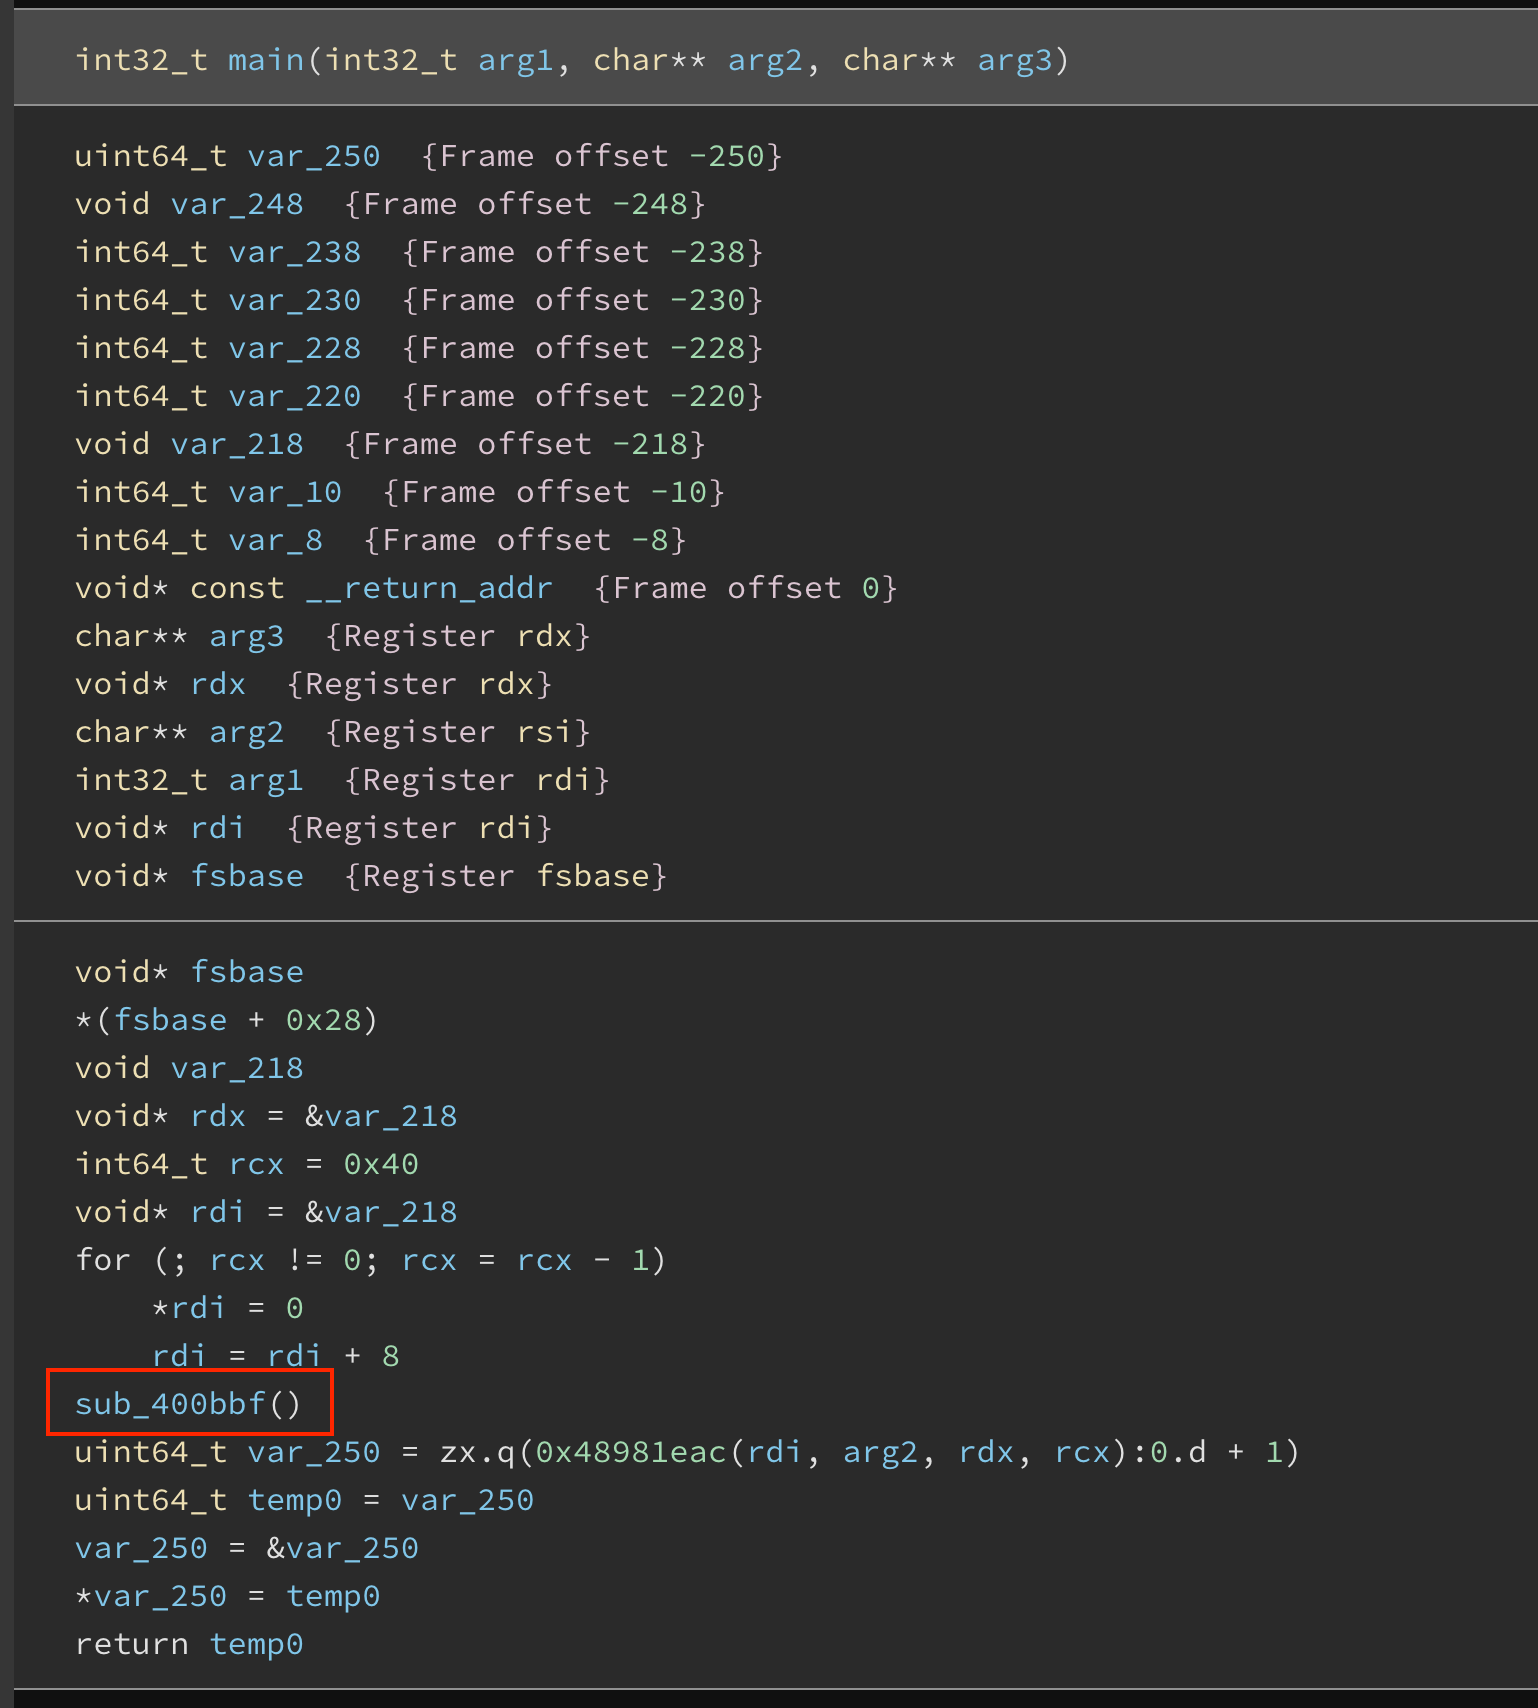 int32_t main(int32_t arg1, char** arg2, char** arg3)
uint64_t var_250  {Frame offset -250}
void var_248  {Frame offset -248}
int64_t var_238  {Frame offset -238}
int64_t var_230  {Frame offset -230}
int64_t var_228  {Frame offset -228}
int64_t var_220  {Frame offset -220}
void var_218  {Frame offset -218}
int64_t var_10  {Frame offset -10}
int64_t var_8  {Frame offset -8}
void* const __return_addr  {Frame offset 0}
char** arg3  {Register rdx}
void* rdx  {Register rdx}
char** arg2  {Register rsi}
int32_t arg1  {Register rdi}
void* rdi  {Register rdi}
void* fsbase  {Register fsbase}
void* fsbase
*(fsbase + 0x28)
void var_218
void* rdx = &var_218
int64_t rcx = 0x40
void* rdi = &var_218
for (; rcx != 0; rcx = rcx - 1)
    *rdi = 0
    rdi = rdi + 8
sub_400bbf()
uint64_t var_250 = zx.q(0x48981eac(rdi, arg2, rdx, rcx):0.d + 1)
uint64_t temp0 = var_250
var_250 = &var_250
*var_250 = temp0
return temp0